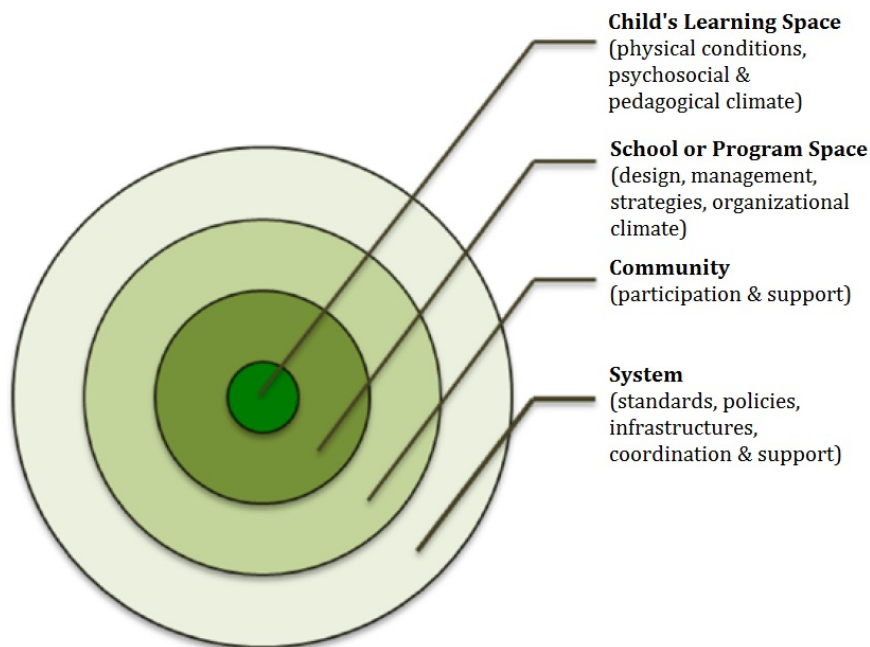 Child's Learning Space
(physical conditions,
psychosocial &
pedagogical climate)
School or Program Space
(design, management,
strategies, organizational
climate)
Community
(participation & support)
System
(standards, policies,
infrastructures,
coordination & support)